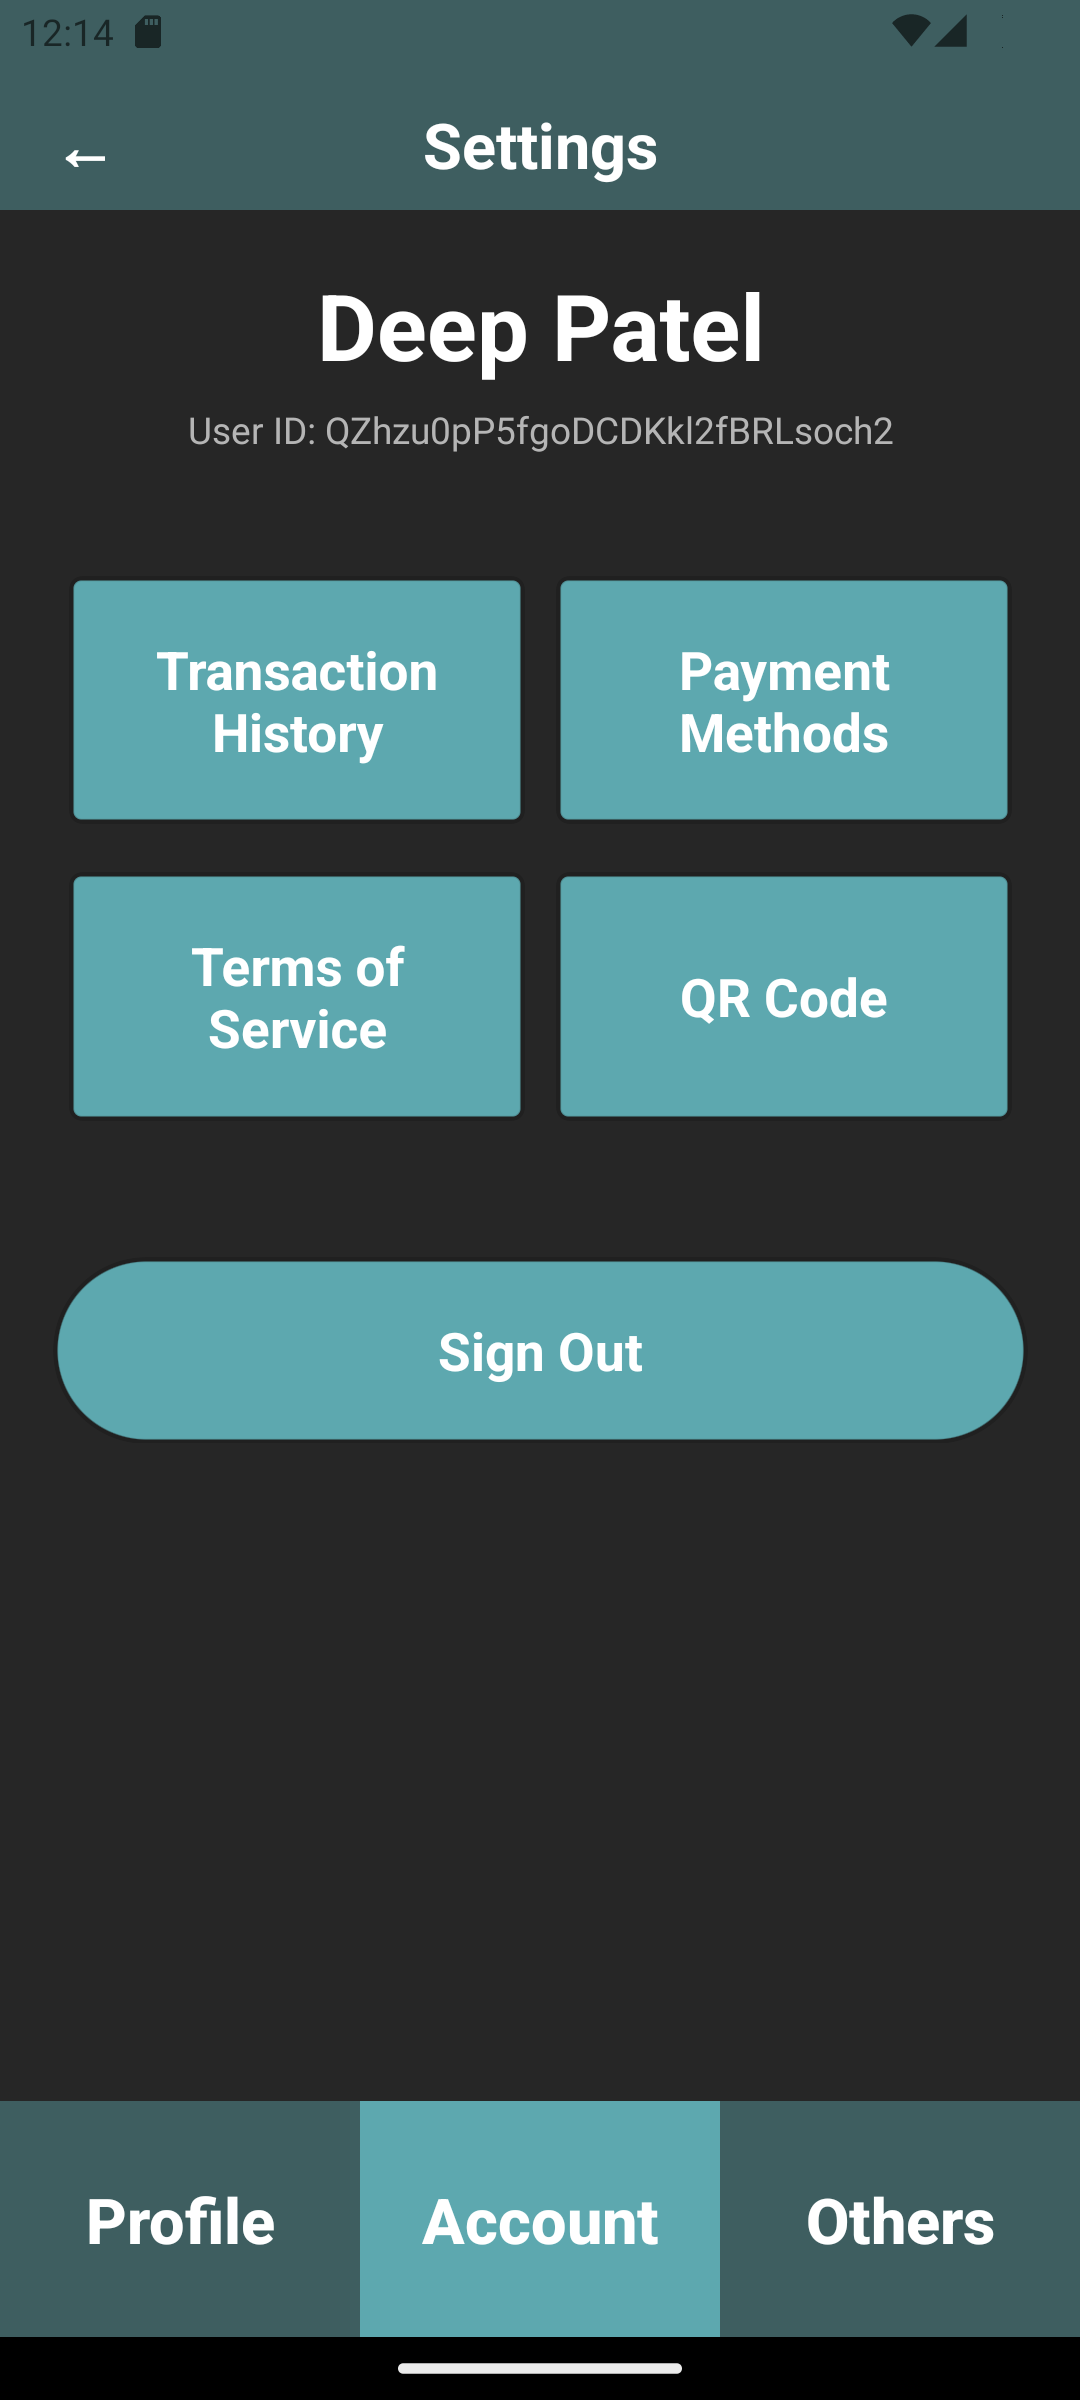 12:14
←
Settings
Deep Patel
User ID: QZhzu0pP5fgoDCDKkl2fBRLsoch2
Transaction
History
Payment
Methods
Terms of
Service
QR Code
Sign Out
Profile
Account
Others